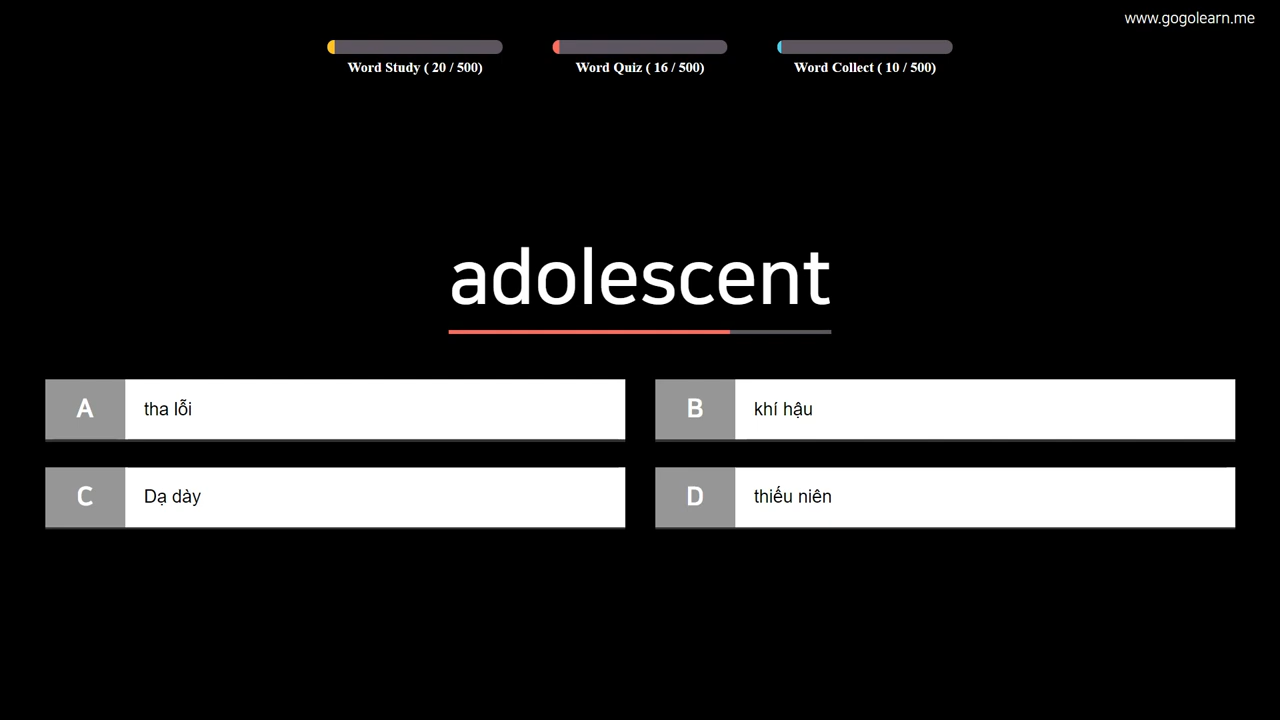 www.gogolearn.me
Word Study ( 20 / 500)
Word Quiz ( 16 / 500)
Word Collect ( 10 / 500)
adolescent
A tha lỗi
B khí hậu
C Dạ dày
D thiếu niên